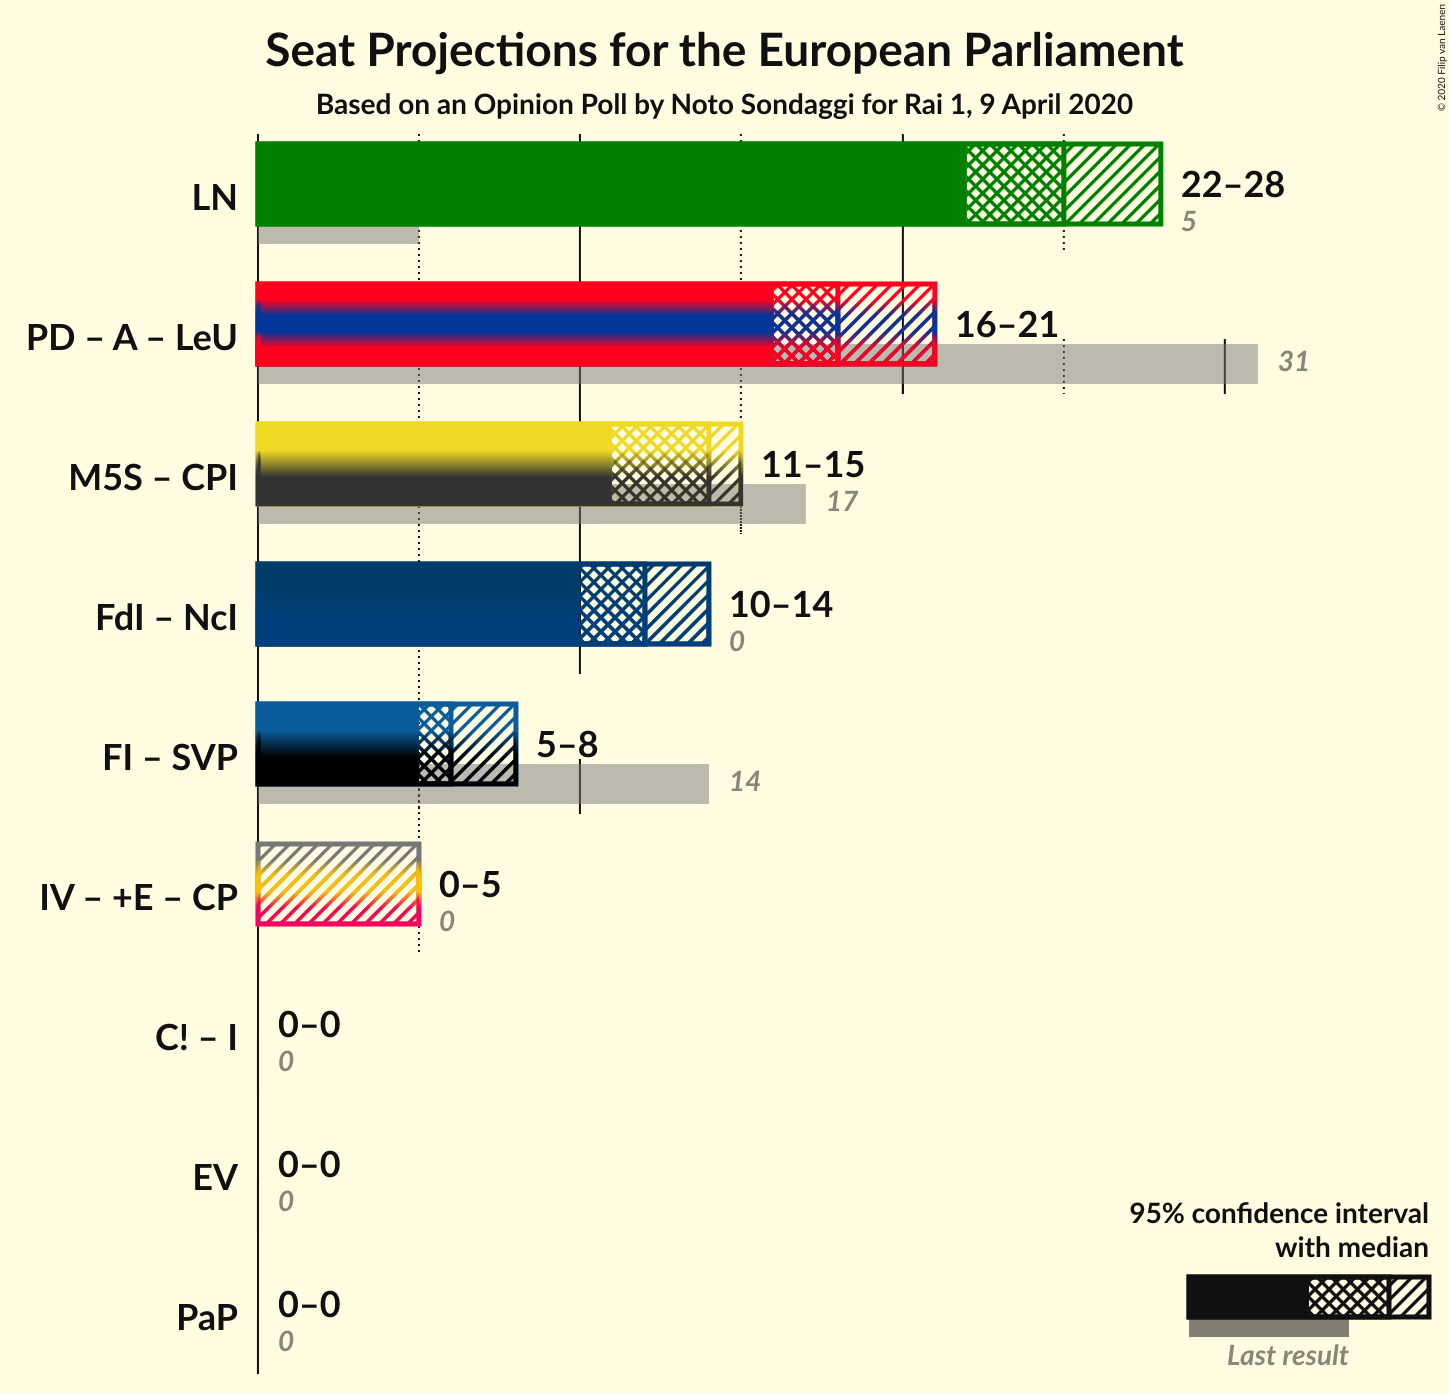 Seat Projections for the European Parliament
Based on an Opinion Poll by Noto Sondaggi for Rai 1, 9 April 2020
© 2020 Filip van Laenen
LN
22–28
5
PD – A – LeU
16–21
31
M5S – CPI
11–15
17
FdI – NcI
10–14
0
FI – SVP
5–8
14
IV – +E – CP
0–5
0
C! – I
0–0
0
EV
0–0
0
PaP
0–0
0
95% confidence interval
with median
Last result